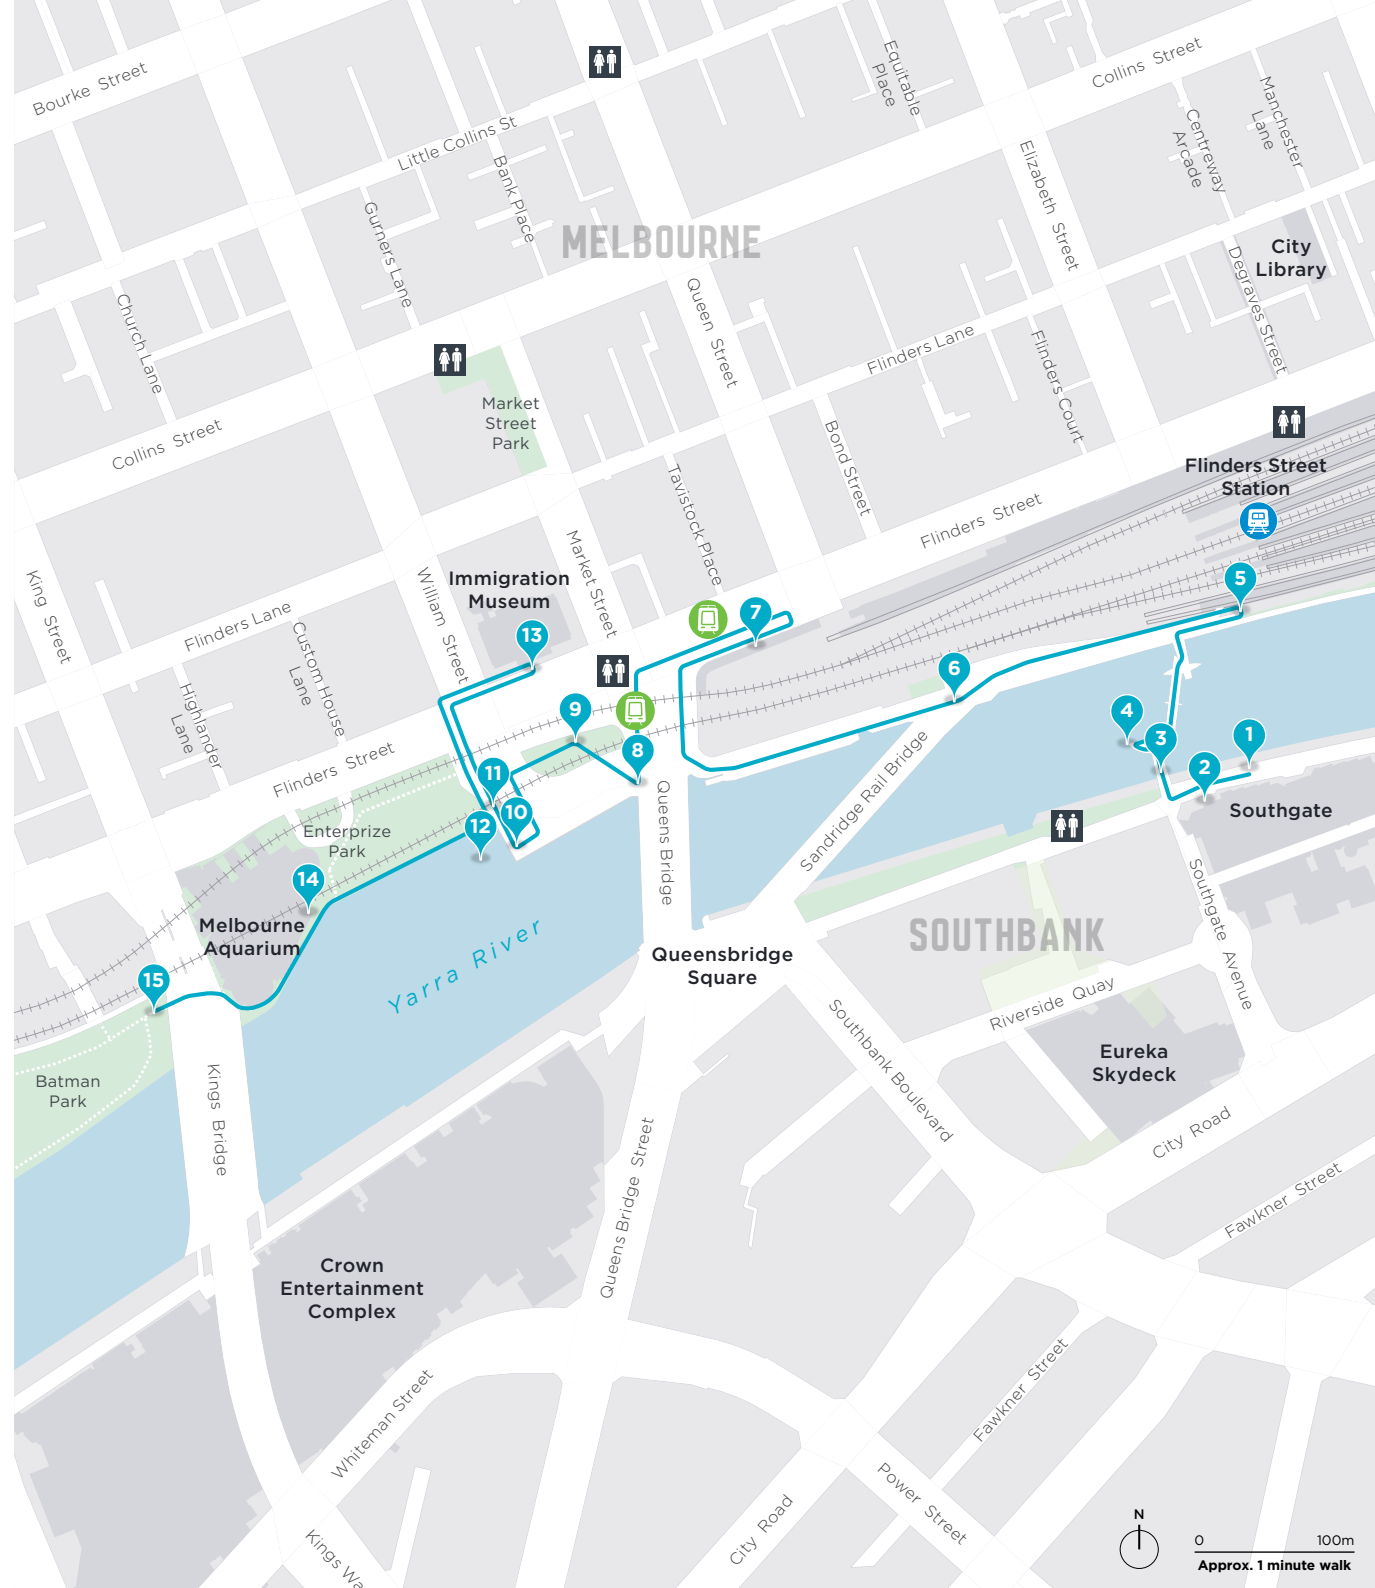 Bourke Street
Little Collins St
Bank Place
Equitable
Place
Collins Street
Manchester
Lane
Centreway
Arcade
Elizabeth Street
Gurners Lane
MELBOURNE
City
Library
Degraves Street
Church Lane
Queen Street
Flinders Lane
Flinders Court
Market
Street
Park
Collins Street
Bond Street
Tavistock Place
Flinders Street
Station
Flinders Street
King Street
William Street
Market Street
Immigration
Museum
Flinders Lane
Custom House
Lane
Highlander
Lane
5
7
13
6
9
8
4
3
1
2
11
10
12
14
15
Flinders Street
Enterprize
Park
Queens Bridge
Sandridge Rail Bridge
Southgate
Southgate Avenue
Melbourne
Aquarium
Yarra River
SOUTHBANK
Queensbridge
Square
Riverside Quay
Southbank Boulevard
Eureka
Skydeck
Batman
Park
Kings Bridge
City Road
Queens Bridge Street
Fawkner Street
Crown
Entertainment
Complex
Whiteman Street
Fawkner Street
Power Street
City Road
Kings Wa
N
0 100m
Approx. 1 minute walk